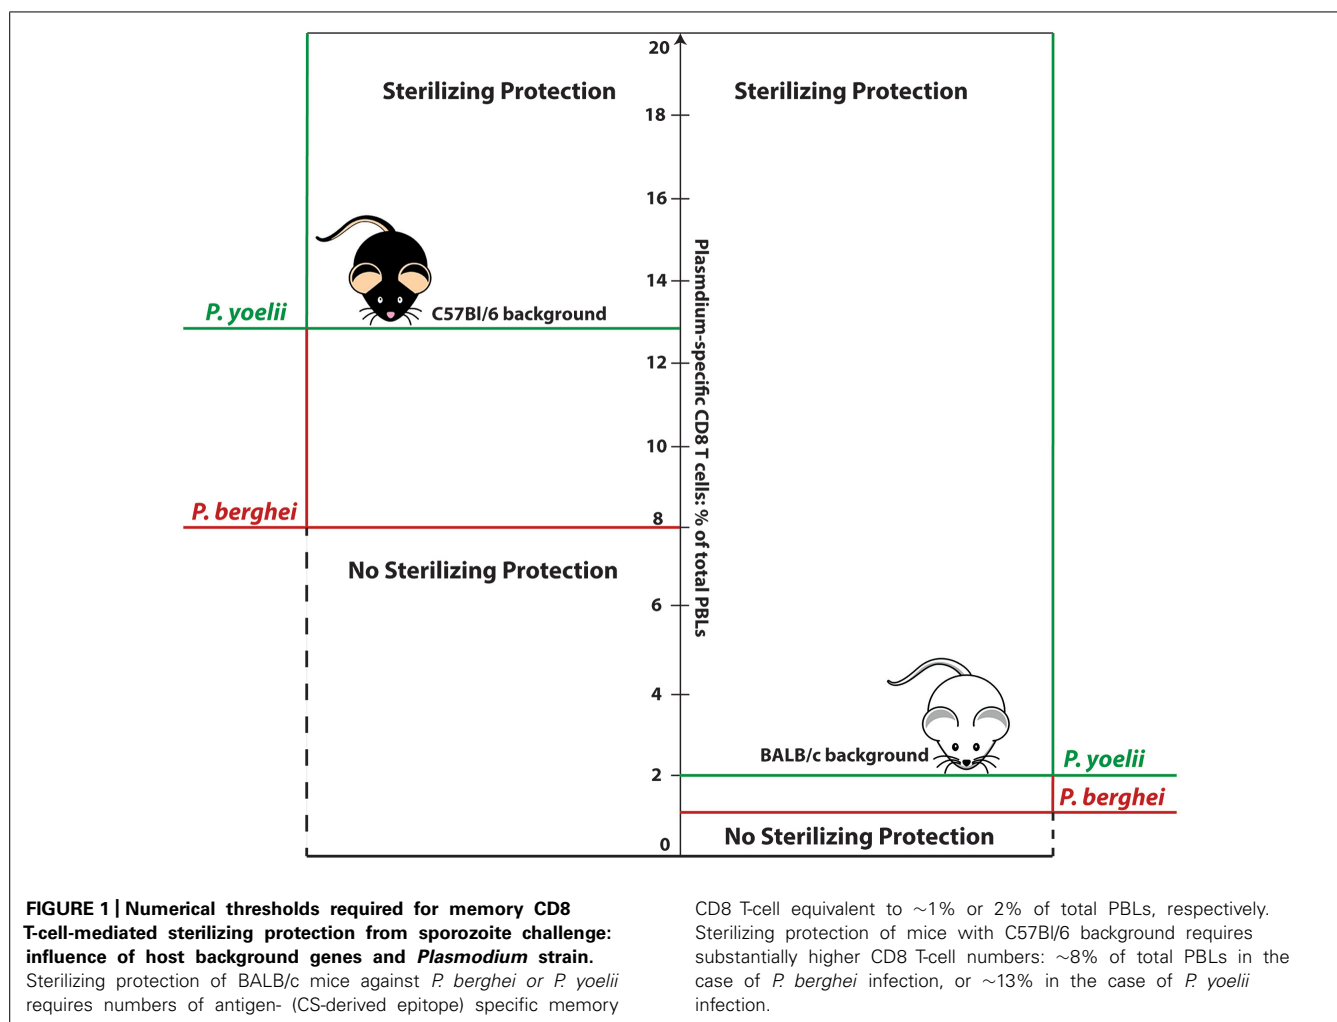 20
Sterilizing Protection
Sterilizing Protection
18
16
14
P. yoelii
C57Bl/6 background
12
Plasmdium-specific CD8 T cells: % of total PBLs
10
P. berghei
8
No Sterilizing Protection
6
4
BALB/c background
P. yoelii
2
P. berghei
No Sterilizing Protection
0
FIGURE 1 | Numerical thresholds required for memory CD8
T-cell-mediated sterilizing protection from sporozoite challenge:
influence of host background genes and Plasmodium strain.
Sterilizing protection of BALB/c mice against P. berghei or P. yoelii
requires numbers of antigen- (CS-derived epitope) specific memory
CD8 T-cell equivalent to ∼1% or 2% of total PBLs, respectively.
Sterilizing protection of mice with C57Bl/6 background requires
substantially higher CD8 T-cell numbers: ∼8% of total PBLs in the
case of P. berghei infection, or ∼13% in the case of P. yoelii
infection.